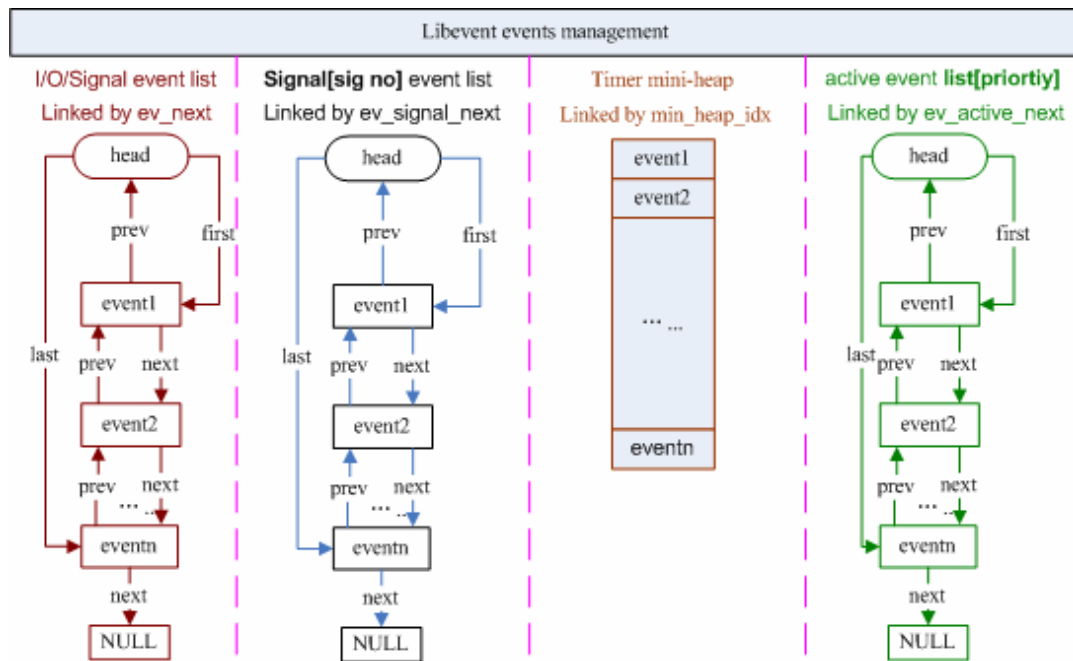 Libevent events management
I/O/Signal event list
Linked by ev_next
head
prev
first
event1
last
prev
next
event2
prev
next
... ...
eventn
next
NULL
Signal[sig no] event list
Linked by ev_signal_next
head
prev
first
event1
last
prev
next
event2
prev
next
... ...
eventn
next
NULL
Timer mini-heap
Linked by min_heap_idx
event1
event2
... ...
eventn
active event list[priortiy]
Linked by ev_active_next
head
prev
first
event1
last
prev
next
event2
prev
next
... ...
eventn
next
NULL